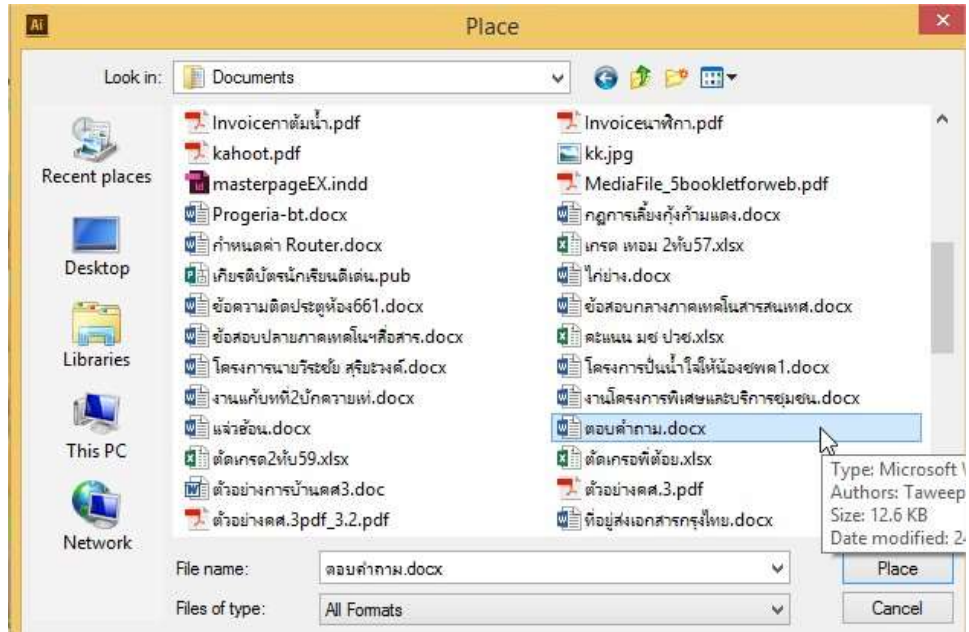 Ai
Place
Look in:
Documents
Recent places
Desktop
Libraries
This PC
Network
Invoiceกาต้มน้ำ.pdf
kahoot.pdf
masterpageEX.indd
Progeria-bt.docx
กำหนดค่า Router.docx
เกียรติบัตรนักเรียนดีเด่น.pub
ข้อความติดประตูห้อง661.docx
ข้อสอบปลายภาคเทคโนฯสื่อสาร.docx
โครงการนายวีระชัย สุริยะวงค์.docx
งานแก้บทที่2บักควายเท่.docx
แจ่วฮ้อน.docx
ตัดเกรด2ทับ59.xlsx
ตัวอย่างการบ้านคศ3.doc
ตัวอย่างคศ.3pdf_3.2.pdf
Invoiceนาฬิกา.pdf
kk.jpg
MediaFile_5bookletforweb.pdf
กฎการเลี้ยงกุ้งก้ามแดง.docx
เกรด เทอม 2ทับ57.xlsx
ไก่ย่าง.docx
ข้อสอบกลางภาคเทคโนสารสนเทศ.docx
คะแนน มช ปวช.xlsx
โครงการปันน้ำใจให้น้องชพด1.docx
งานโครงการพิเศษและบริการชุมชน.docx
ตอบคำถาม.docx
ตัดเกรอพี่ต้อย.xlsx
ตัวอย่างคศ.3.pdf
ที่อยู่ส่งเอกสารกรุงไทย.docx
Type: Microsoft
Authors: Taweep
Size: 12.6 KB
Date modified: 24
File name:
ตอบคำถาม.docx
Place
Files of type:
All Formats
Cancel